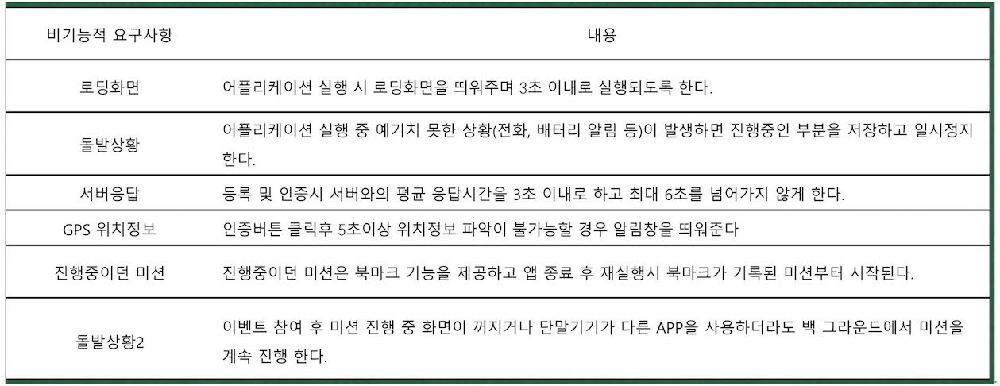 비기능적 요구사항 내용
로딩화면 어플리케이션 실행 시 로딩화면을 띄워주며 3초 이내로 실행되도록 한다.
어플리케이션 실행 중 예기치 못한 상황(전화, 배터리 알림 등)이 발생하면 진행중인 부분을 저장하고 일시정지
돌발상황
한다.
서버응답 등록 및 인증시 서버와의 평균 응답시간을 3초 이내로 하고 최대 6초를 넘어가지 않게 한다.
GPS 위치정보 인증버튼 클릭후 5초이상 위치정보 파악이 불가능할 경우 알림창을 띄워준다
진행중이던 미션 진행중이던 미션은 북마크 기능을 제공하고 앱 종료 후 재실행시 북마크가 기록된 미션부터 시작된다.
이벤트 참여 후 미션 진행 중 화면이 꺼지거나 단말기기가 다른 APP을 사용하더라도 백 그라운드에서 미션을
돌발상황2
계속 진행 한다.